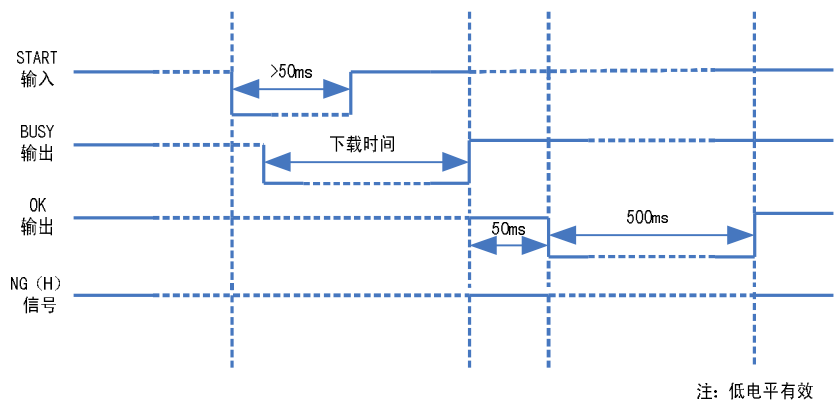 START
输入
>50ms
BUSY
输出
下载时间
OK
输出
50ms
500ms
NG（H）
信号
注：低电平有效